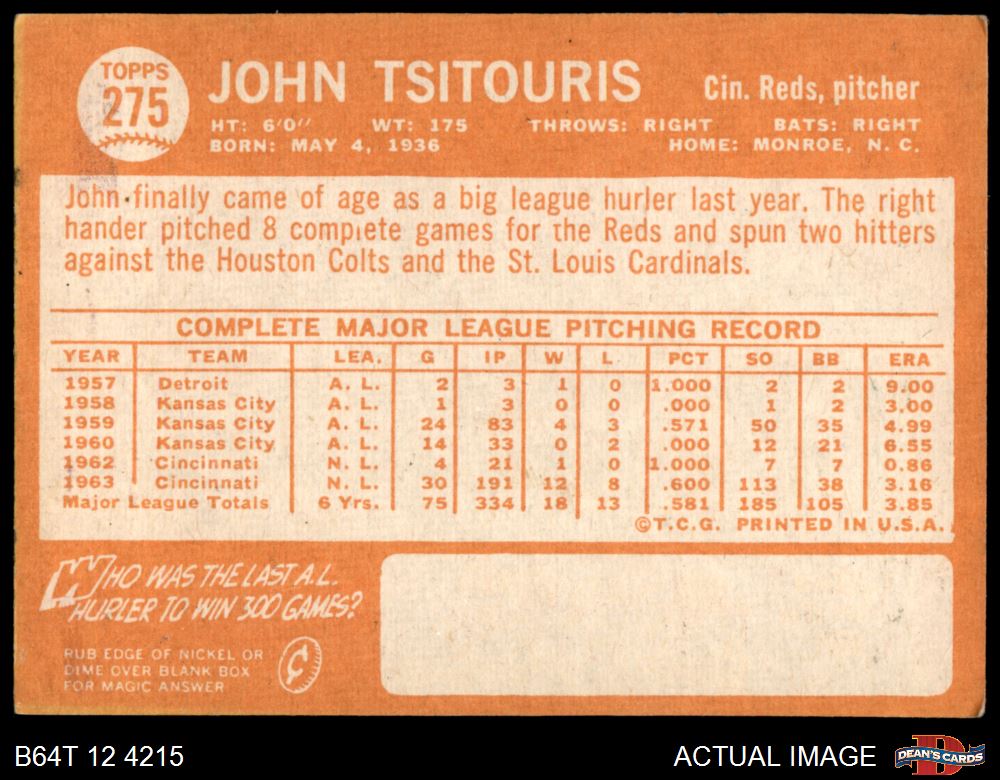 TOPPS
275
JOHN TSITOURIS
Cin. Reds, pitcher
HT: 6'0" WT: 175 THROWS: RIGHT BATS: RIGHT
BORN: MAY 4, 1936 HOME: MONROE, N. C.
John finally came of age as a big league hurler last year. The right
hander pitched 8 complete games for the Reds and spun two hitters
against the Houston Colts and the St. Louis Cardinals.
COMPLETE MAJOR LEAGUE PITCHING RECORD
YEAR TEAM LEA. G IP W L PCT SO BB ERA
1957 Detroit A. L. 2 3 1 0 1.000 2 2 9.00
1958 Kansas City A. L. 1 3 0 0 .000 1 2 3.00
1959 Kansas City A. L. 24 83 4 3 .571 50 35 4.99
1960 Kansas City A. L. 14 33 0 2 .000 12 21 6.55
1962 Cincinnati N. L. 4 21 1 0 1.000 7 7 0.86
1963 Cincinnati N. L. 30 191 12 8 .600 113 38 3.16
Major League Totals 6 Yrs. 75 334 18 13 .581 185 105 3.85
©T.C.G. PRINTED IN U.S.A.
WHO WAS THE LAST A.L.
HURLER TO WIN 300 GAMES?
RUB EDGE OF NICKEL OR
DIME OVER BLANK BOX
FOR MAGIC ANSWER
¢
B64T 12 4215
ACTUAL IMAGE
D
DEAN'S CARDS